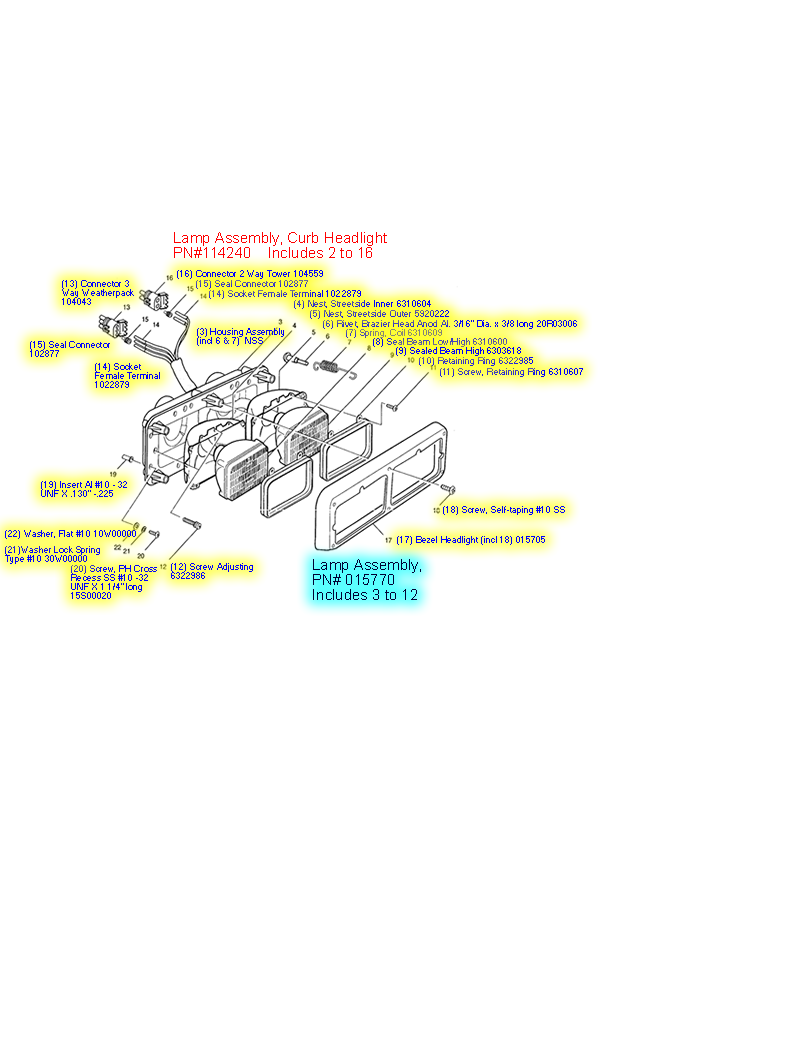 Lamp Assembly, Curb Headlight
PN#114240 Includes 2 to 16
(16) Connector 2 Way Tower 104559
(15) Seal Connector 102877
(14) Socket Female Terminal 1022879
(13) Connector 3
Way Weatherpack
104043
(4) Nest, Streetside Inner 6310604
(5) Nest, Streetside Outer 5920222
(6) Rivet, Brazier Head Anod Al. 3/16" Dia. x 3/8 long 20R03006
(3) Housing Assembly
(incl 6 & 7) NSS
(7) Spring, Coil 6310609
(8) Seal Beam Low/High 6310600
(9) Sealed Beam High 6303618
(10) Retaining Ring 6322985
(11) Screw, Retaining Ring 6310607
(15) Seal Connector
102877
(14) Socket
Female Terminal
1022879
16
15
14
13
15
14
3
4
5
6
7
8
9
10
11
19
(19) Insert Al #10 - 32
UNF X .130" -.225
18
(18) Screw, Self-taping #10 SS
17
(17) Bezel Headlight (incl 18) 015705
(22) Washer, Flat #10 10W00000
22
21
20
(21)Washer Lock Spring
Type #10 30W00000
12
(12) Screw Adjusting
6322986
(20) Screw, PH Cross
Recess SS #10 -32
UNF X 1 1/4" long
15S00020
Lamp Assembly,
PN# 015770
Includes 3 to 12